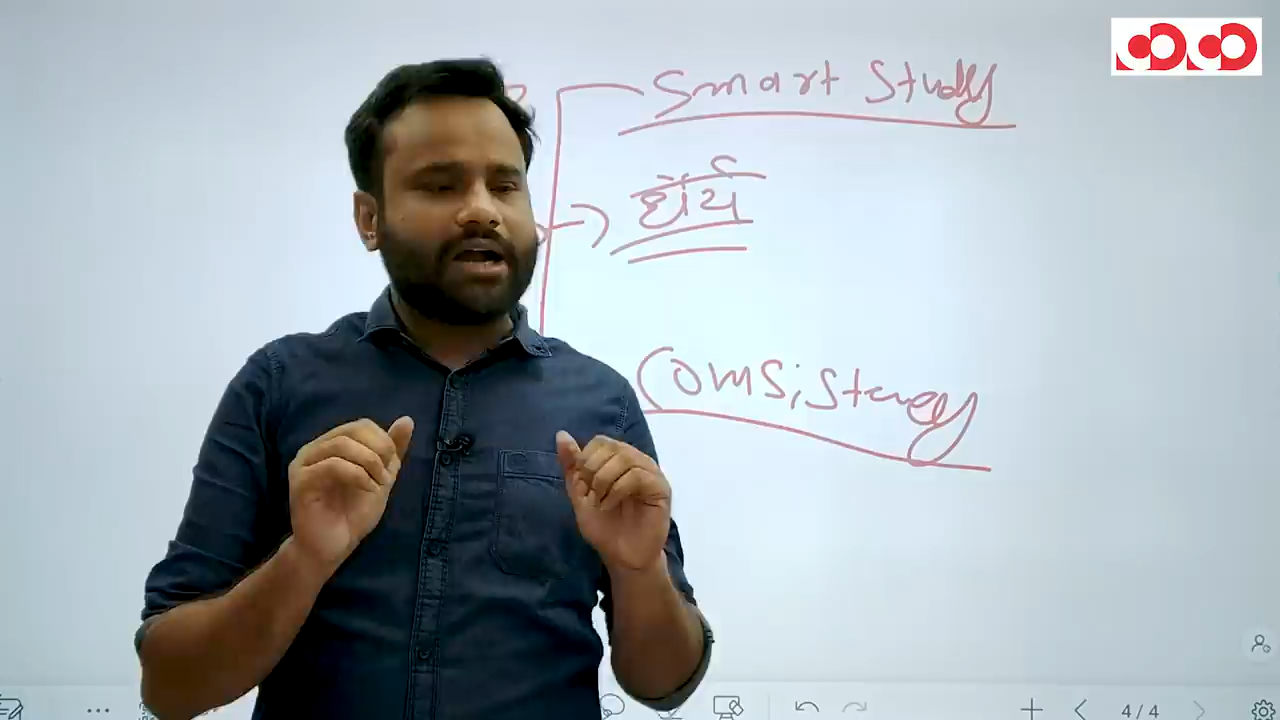 Smart Study
धैर्य
Consistency
4/4